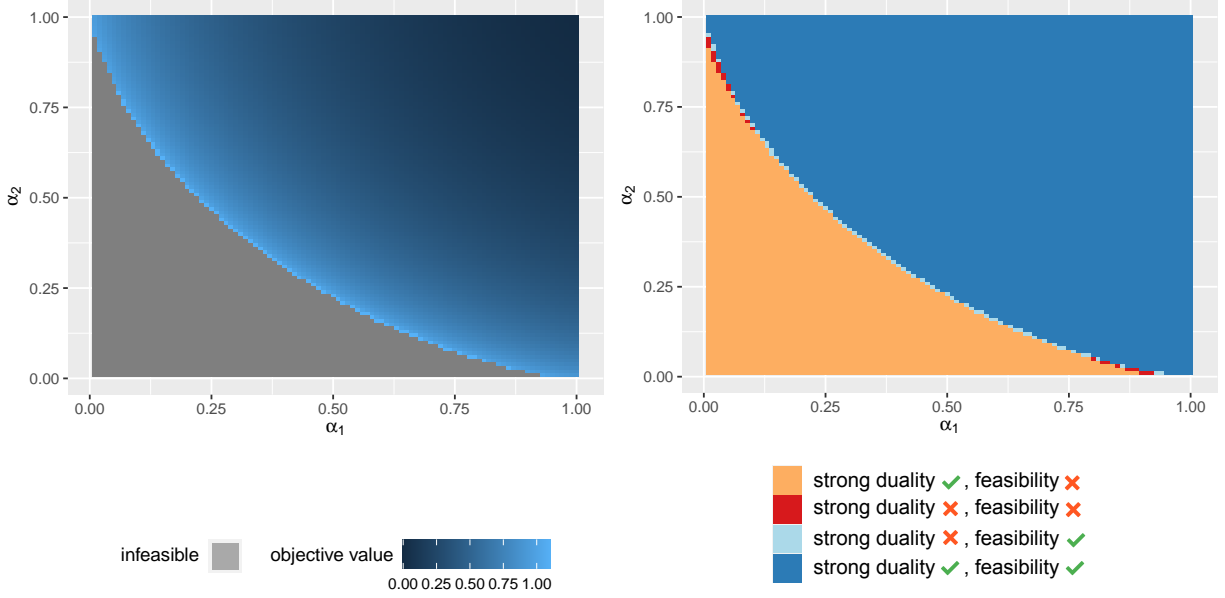 1.00
0.75
0.50
0.25
0.00
α2
0.00 0.25 0.50 0.75 1.00
α1
infeasible objective value
0.00 0.25 0.50 0.75 1.00
1.00
0.75
0.50
0.25
0.00
α2
0.00 0.25 0.50 0.75 1.00
α1
strong duality ✓, feasibility ✗
strong duality ✗, feasibility ✗
strong duality ✗, feasibility ✓
strong duality ✓, feasibility ✓